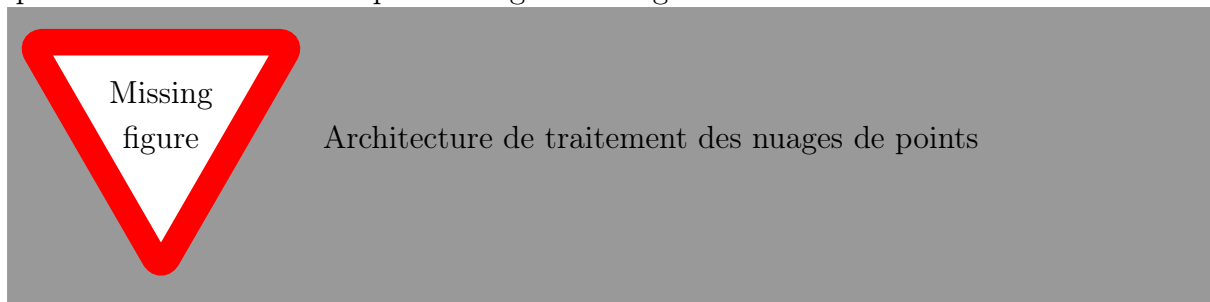 Missing
figure
Architecture de traitement des nuages de points